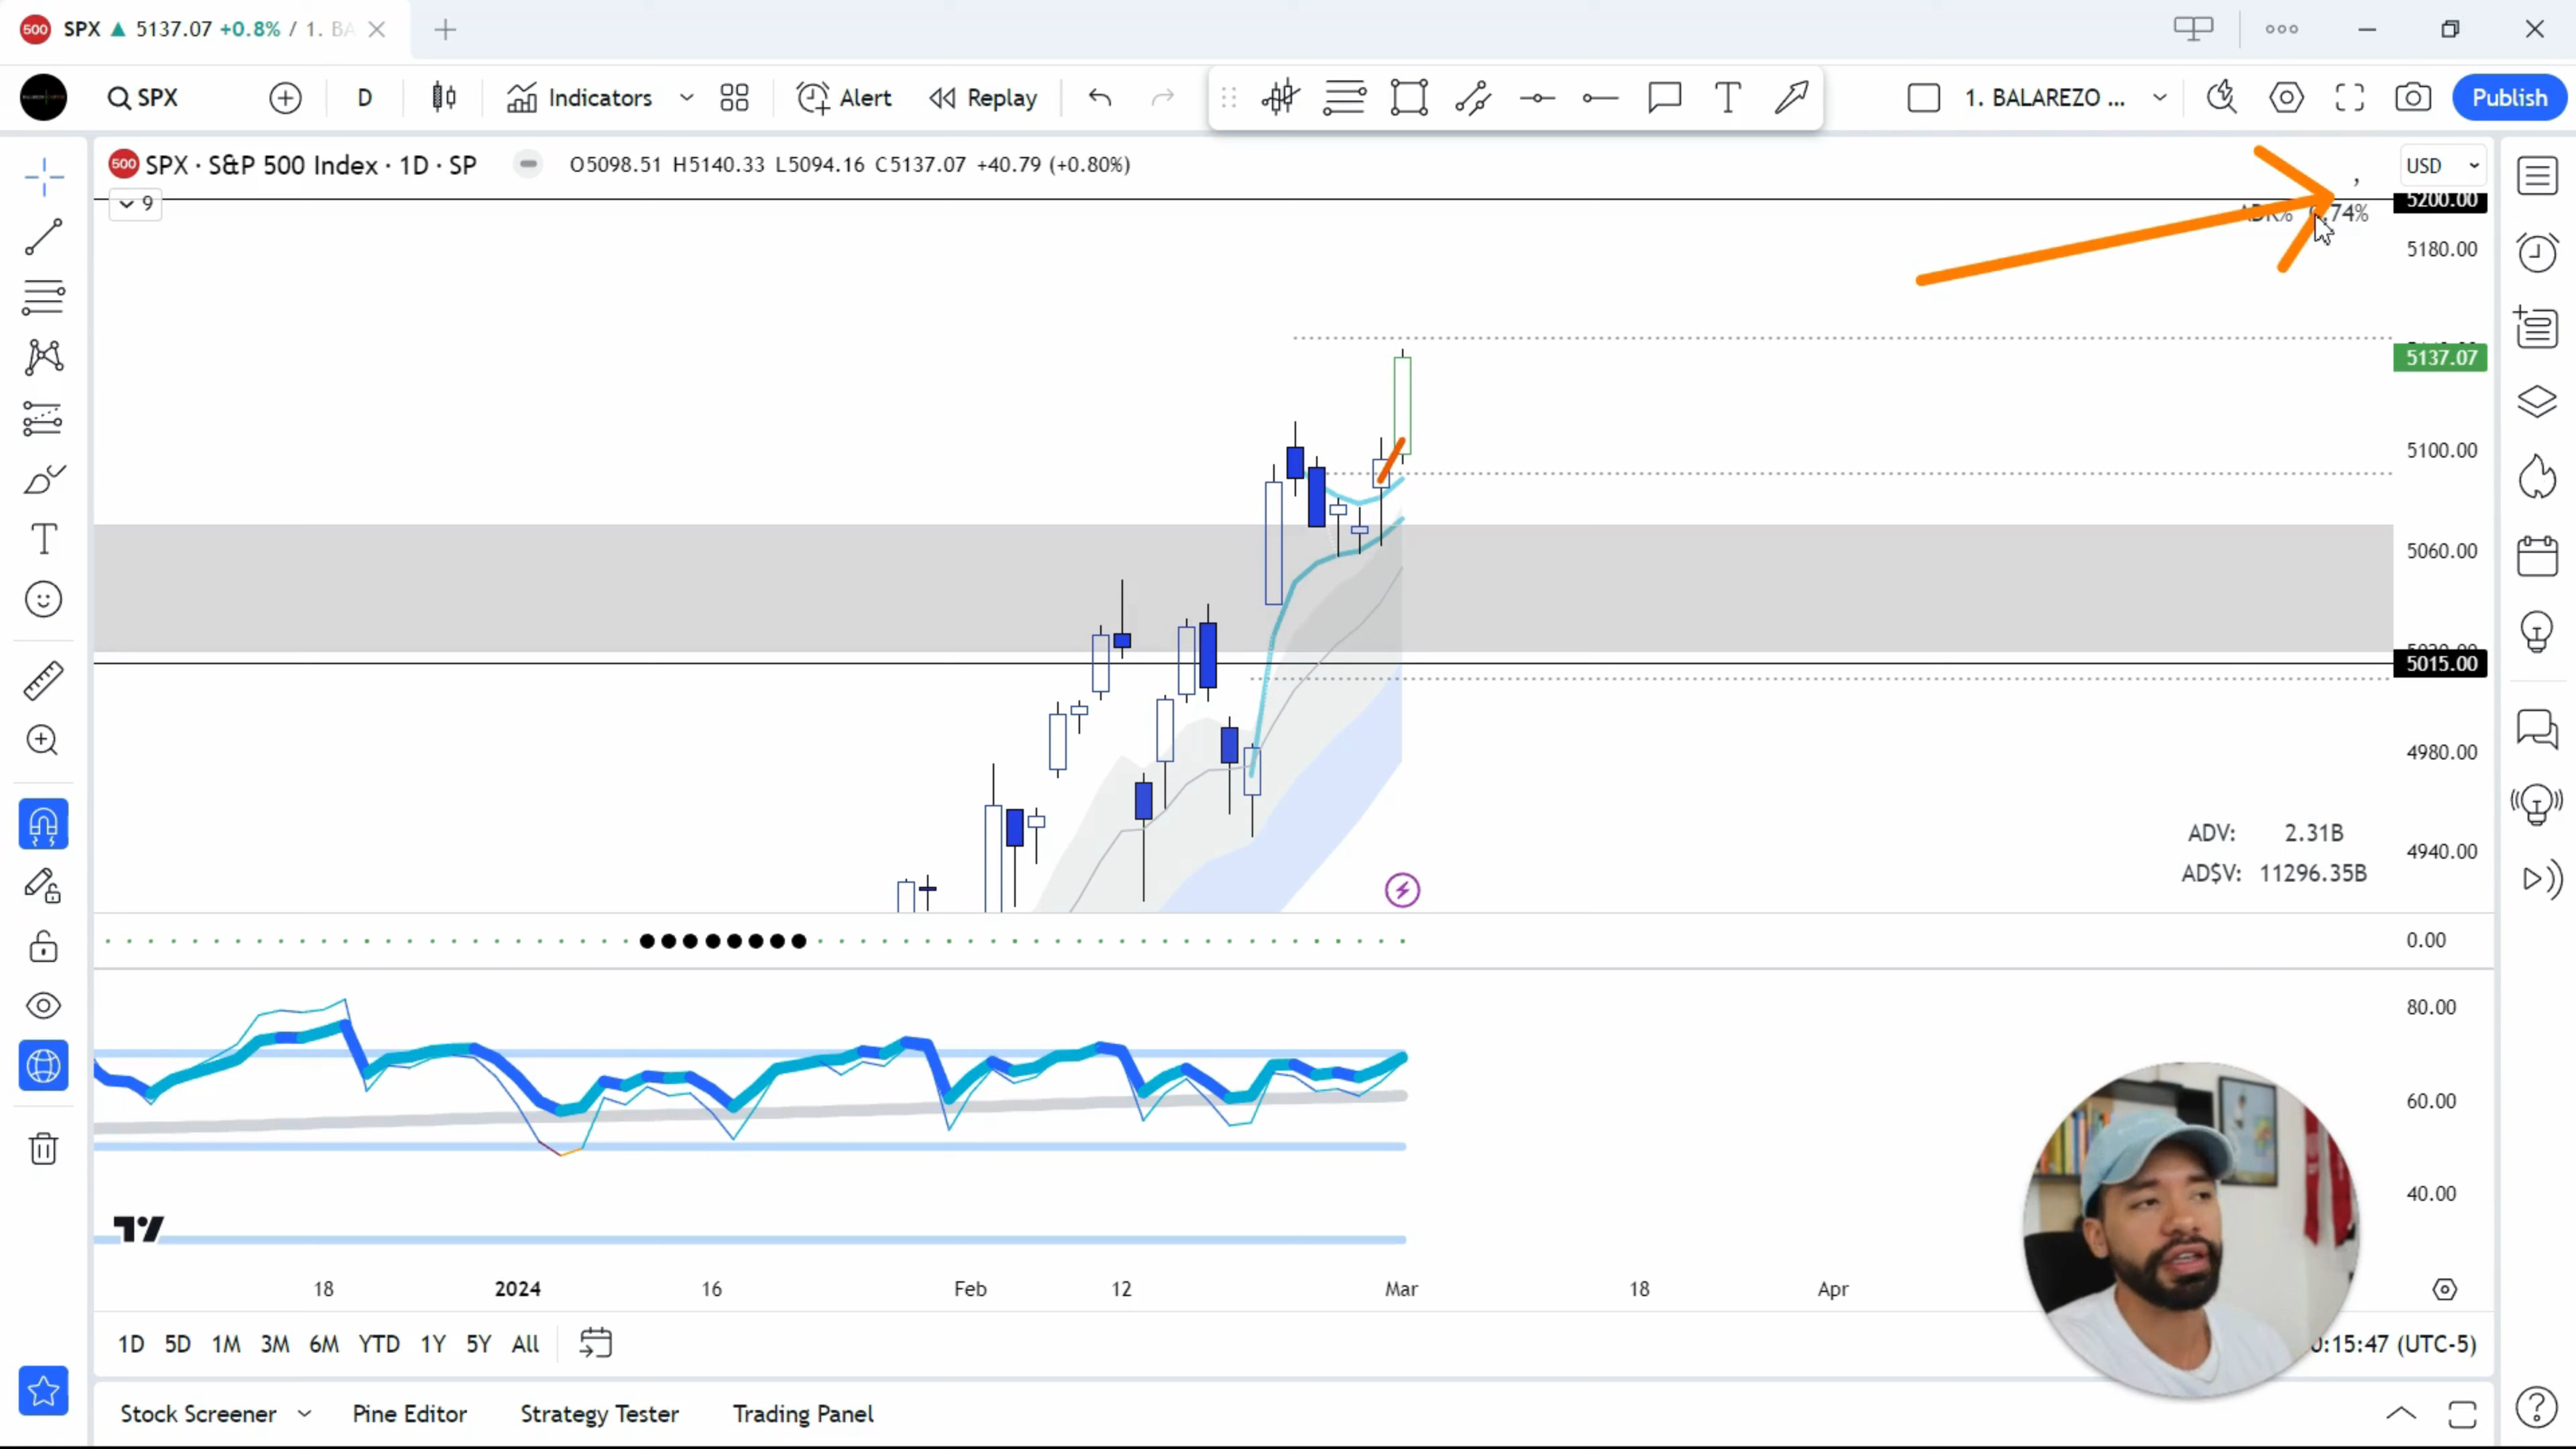 500 SPX ▲ 5137.07 +0.8% / 1. BA
SPX D Indicators Alert Replay 1. BALAREZO ... Publish
500 SPX · S&P 500 Index · 1D · SP O5098.51 H5140.33 L5094.16 C5137.07 +40.79 (+0.80%) USD
9
5200.00
5180.00
5137.07
5100.00
5060.00
5015.00
4980.00
ADV: 2.31B
4940.00
AD$V: 11296.35B
0.00
80.00
60.00
40.00
18 2024 16 Feb 12 Mar 18 Apr
1D 5D 1M 3M 6M YTD 1Y 5Y All :15:47 (UTC-5)
Stock Screener Pine Editor Strategy Tester Trading Panel